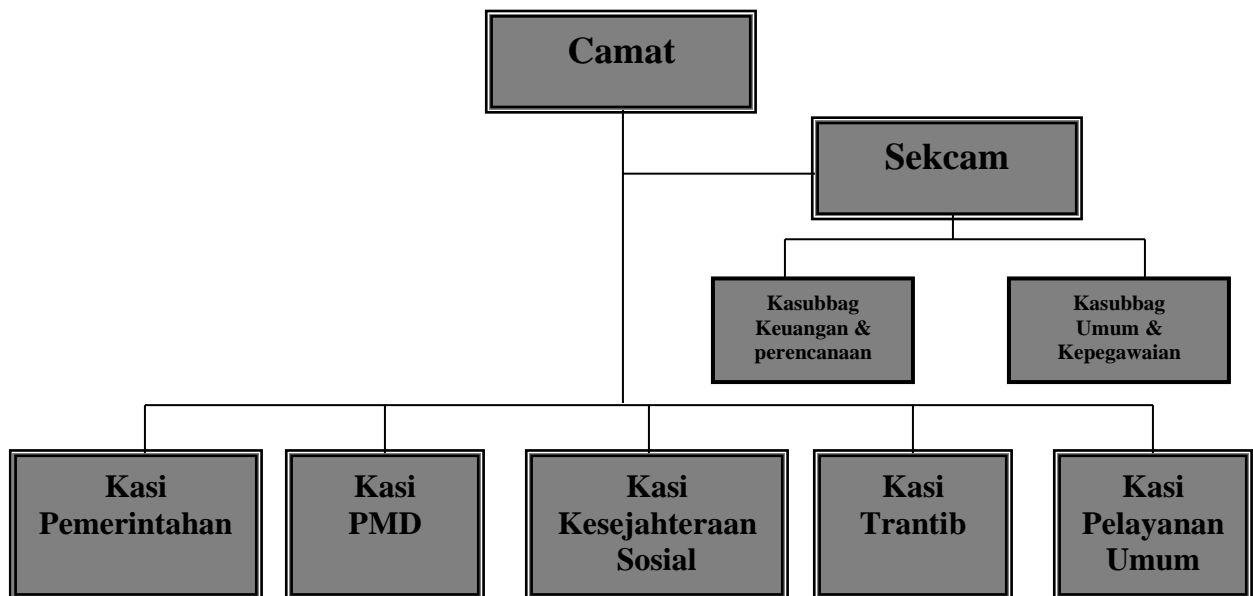 Camat
Sekcam
Kasubbag
Keuangan &
perencanaan
Kasubbag
Umum &
Kepegawaian
Kasi
Pemerintahan
Kasi
PMD
Kasi
Kesejahteraan
Sosial
Kasi
Trantib
Kasi
Pelayanan
Umum